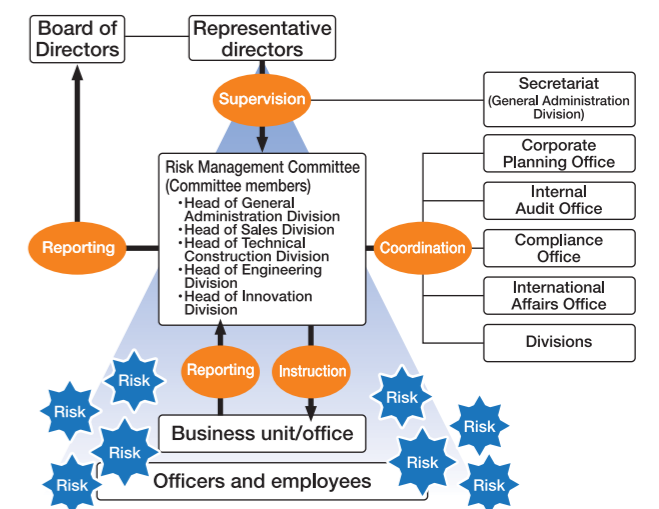 Board of
Directors
Representative
directors
Supervision
Secretariat
(General Administration
Division)
Corporate
Planning Office
Risk Management Committee
(Committee members)
・Head of General
Administration Division
・Head of Sales Division
・Head of Technical
Construction Division
・Head of Engineering
Division
・Head of Innovation
Division
Internal
Audit Office
Reporting
Coordination
Compliance
Office
International
Affairs Office
Divisions
Reporting
Instruction
Risk
Risk
Risk
Risk
Business unit/office
Risk
Risk
Risk
Risk
Officers and employees